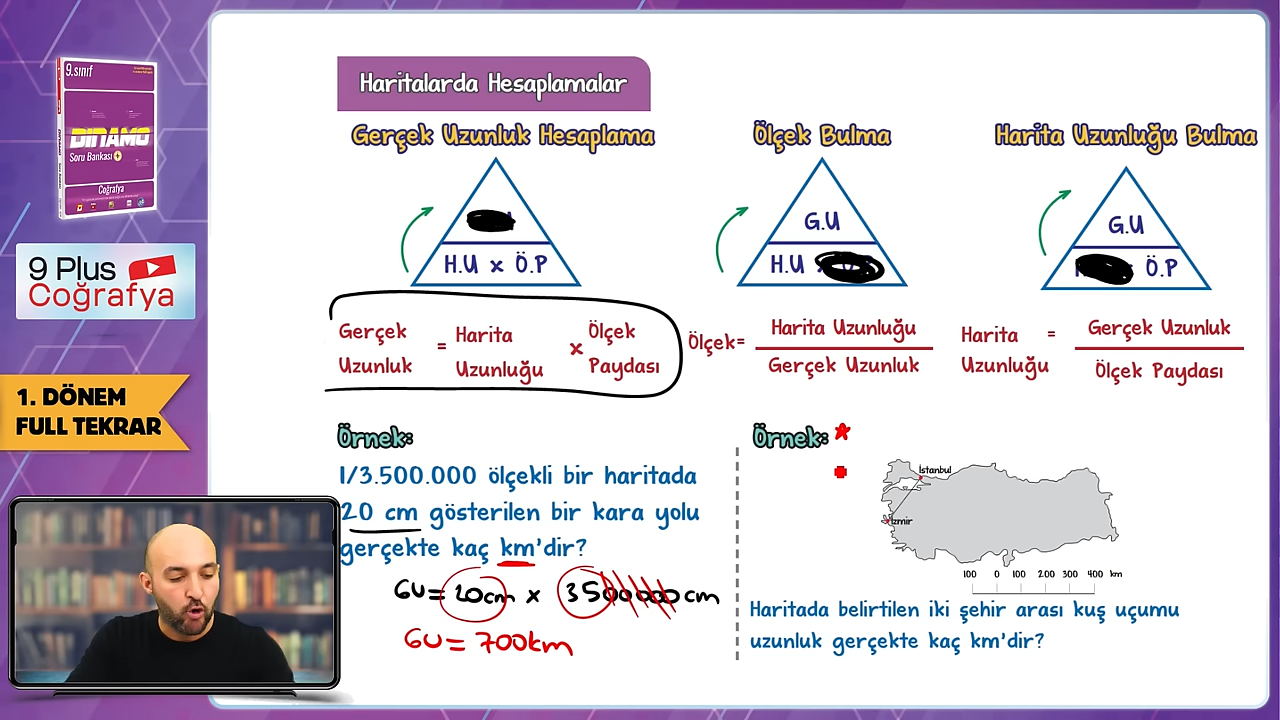 9.sınıf
DİNAMO
Soru Bankası +
Coğrafya
9 Plus
Coğrafya
1. DÖNEM
FULL TEKRAR
Haritalarda Hesaplamalar
Gerçek Uzunluk Hesaplama
H.U x Ö.P
Gerçek Uzunluk = Harita Uzunluğu x Ölçek Paydası
Ölçek Bulma
G.U
H.U
Ölçek= Harita Uzunluğu
Gerçek Uzunluk
Harita Uzunluğu Bulma
G.U
Ö.P
Harita Uzunluğu = Gerçek Uzunluk
Ölçek Paydası
Örnek:
1/3.500.000 ölçekli bir haritada
20 cm gösterilen bir kara yolu
gerçekte kaç km'dir?
GU= 20cm x 3500000 cm
GU= 700km
Örnek:
İstanbul
İzmir
100 0 100 200 300 400 km
Haritada belirtilen iki şehir arası kuş uçumu
uzunluk gerçekte kaç km'dir?